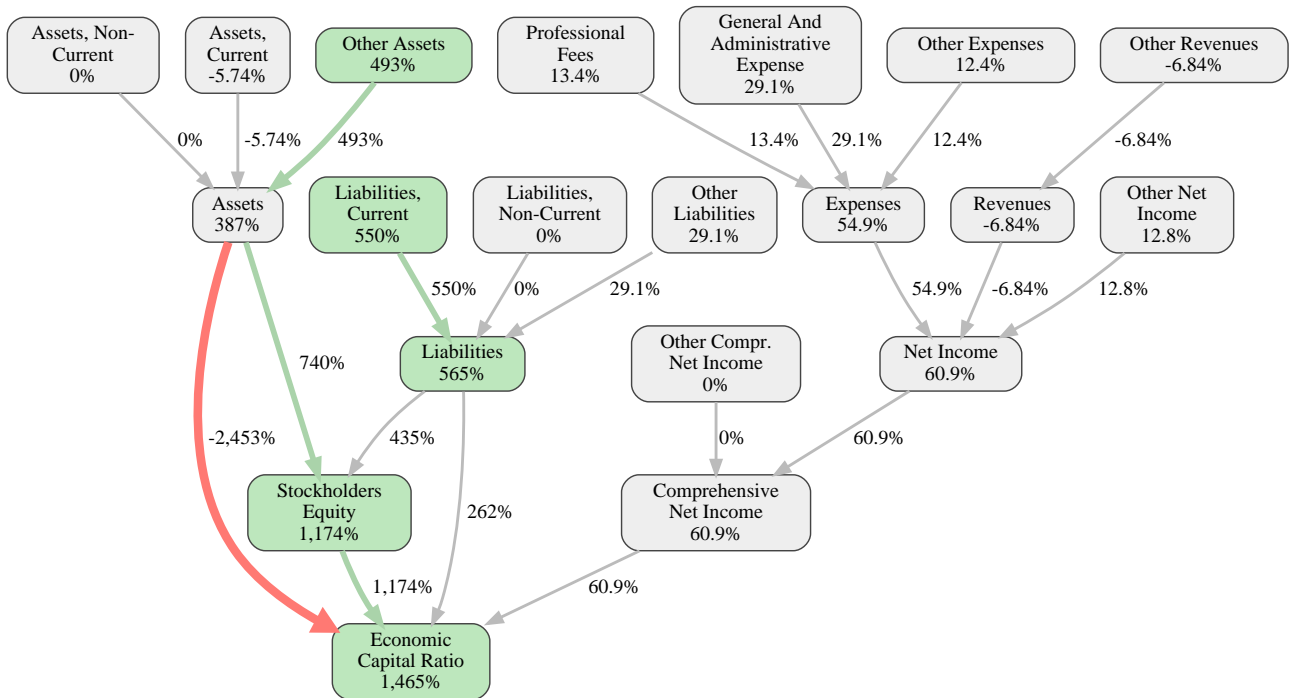 Assets, Non-
Current
0%
Assets,
Current
-5.74%
Other Assets
493%
Professional
Fees
13.4%
General And
Administrative
Expense
29.1%
Other Expenses
12.4%
Other Revenues
-6.84%
0%
-5.74%
493%
13.4%
29.1%
12.4%
-6.84%
Assets
387%
Liabilities,
Current
550%
Liabilities,
Non-Current
0%
Other
Liabilities
29.1%
Expenses
54.9%
Revenues
-6.84%
Other Net
Income
12.8%
550%
0%
29.1%
54.9%
-6.84%
12.8%
740%
Liabilities
565%
Other Compr.
Net Income
0%
Net Income
60.9%
-2,453%
435%
0%
60.9%
Stockholders
Equity
1,174%
262%
Comprehensive
Net Income
60.9%
1,174%
60.9%
Economic
Capital Ratio
1,465%